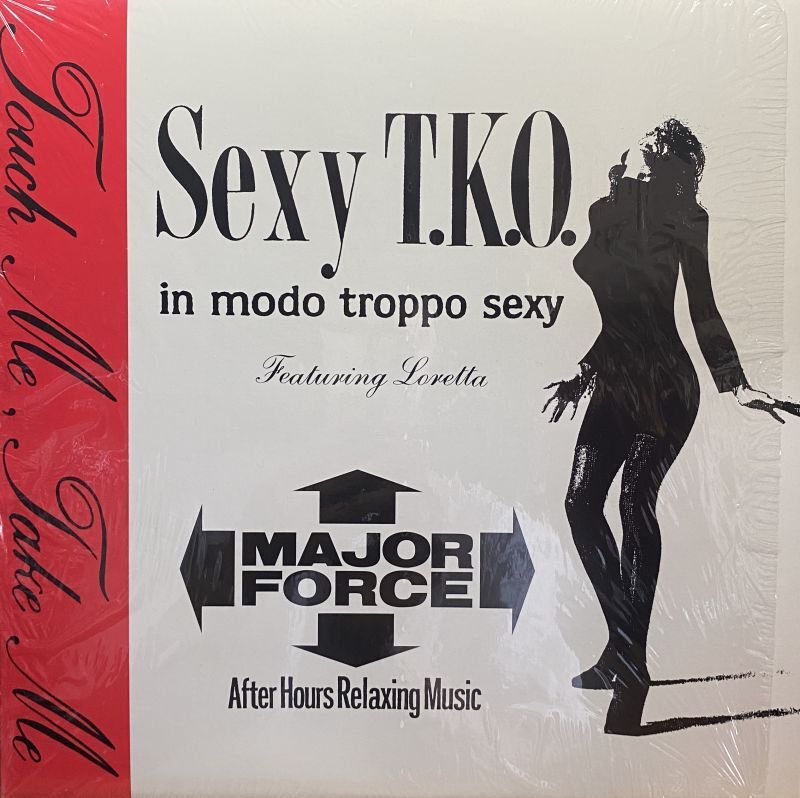 Touch Me, Take Me
Sexy T.K.O.
in modo troppo sexy
Featuring Loretta
MAJOR
FORCE
After Hours Relaxing Music